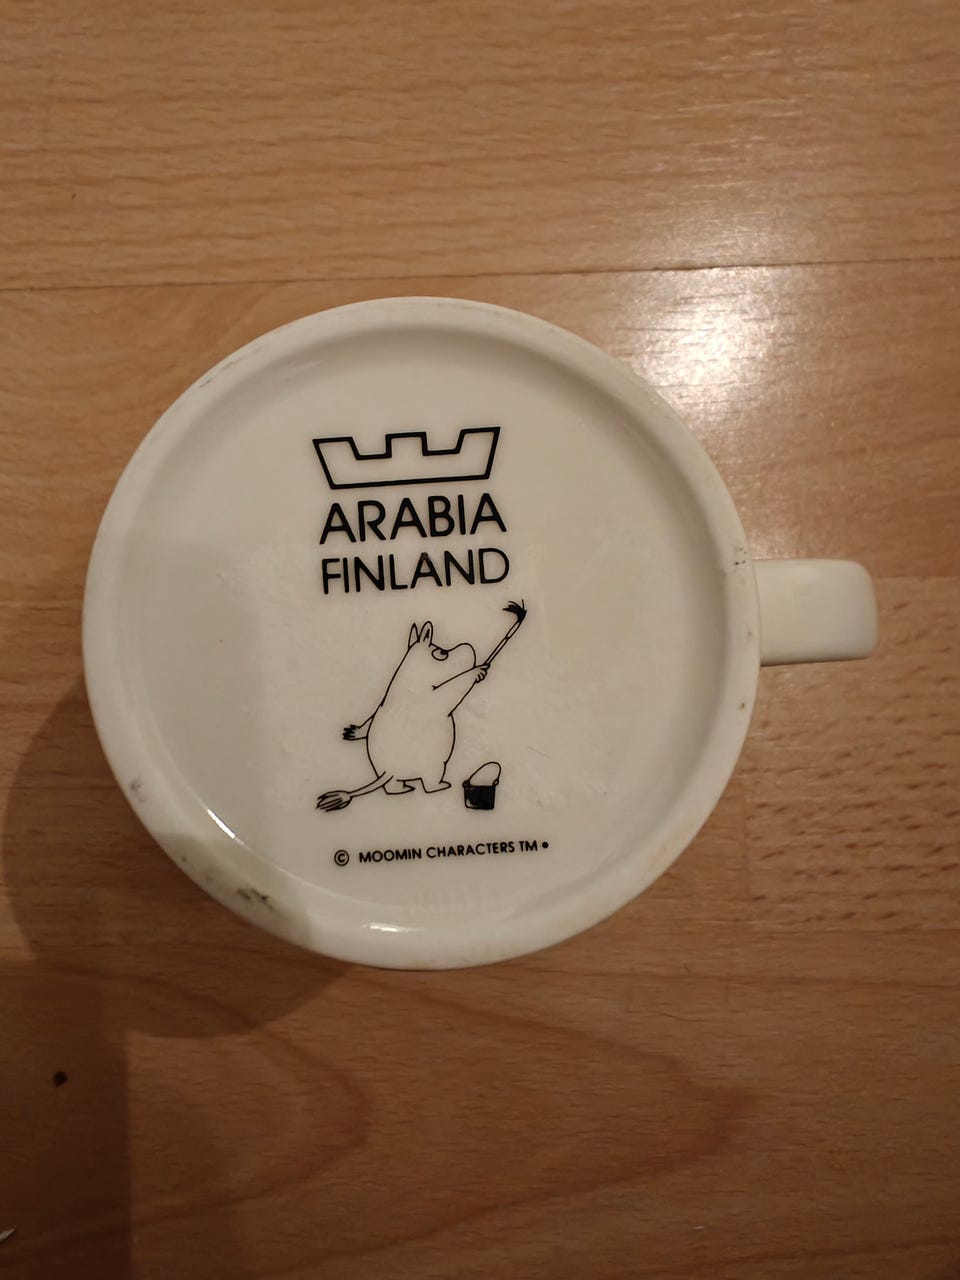 ARABIA
FINLAND
© MOOMIN CHARACTERS TM •